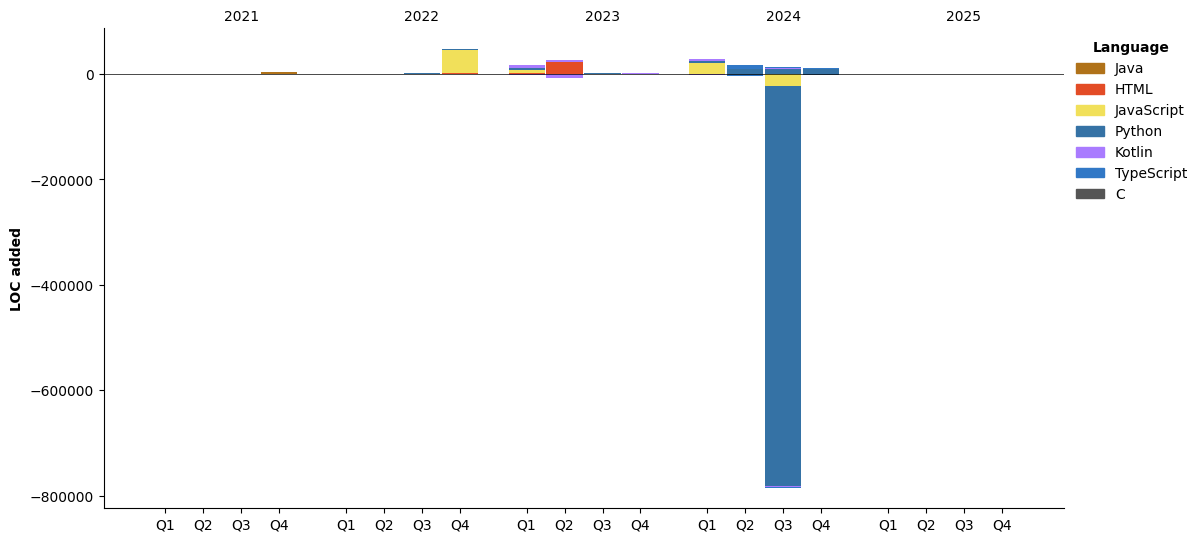 2021 2022 2023 2024 2025
Language
Java
HTML
JavaScript
Python
Kotlin
TypeScript
C
LOC added
0
−200000
−400000
−600000
−800000
Q1 Q2 Q3 Q4 Q1 Q2 Q3 Q4 Q1 Q2 Q3 Q4 Q1 Q2 Q3 Q4 Q1 Q2 Q3 Q4